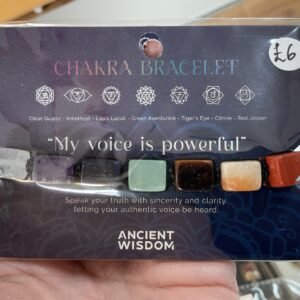 £6
CHAKRA BRACELET
Clear Quartz - Amethyst - Lapis Lazuli - Green Aventurine - Tiger's Eye - Citrine - Red Jasper
"My voice is powerful"
Speak your truth with sincerity and clarity,
letting your authentic voice be heard.
ANCIENT
WISDOM